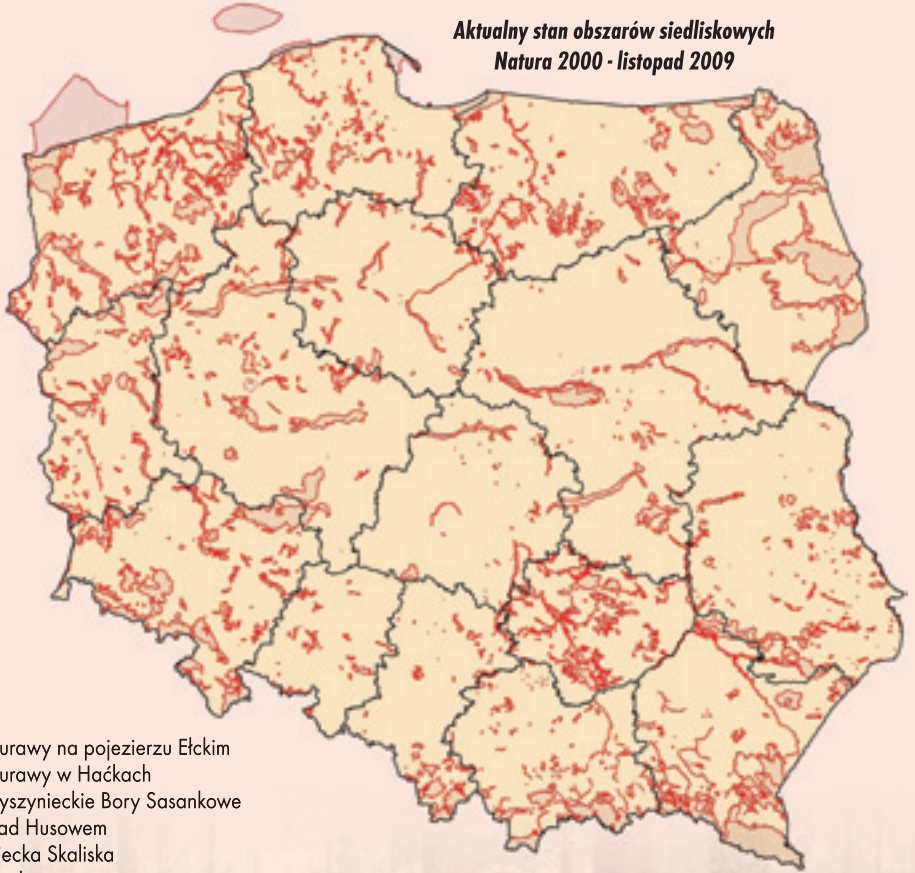 Aktualny stan obszarów siedliskowych
Natura 2000 - listopad 2009
urawy na pojezierzu Ełckim
urawy w Haćkach
yszynieckie Bory Sasankowe
ad Husowem
iecka Skaliska